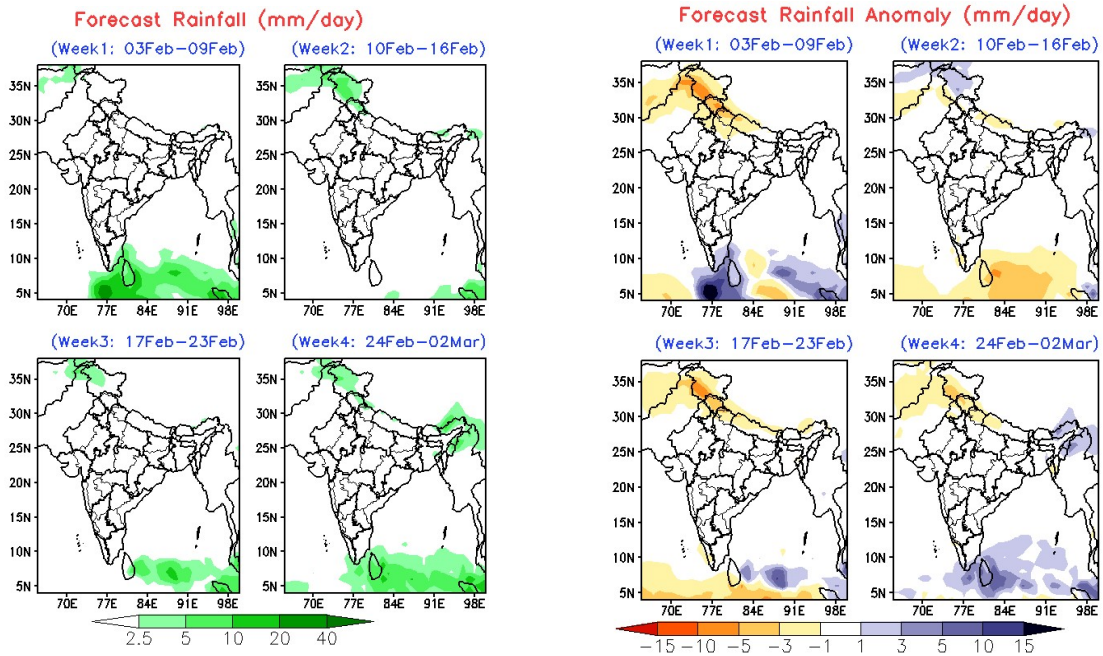 Forecast Rainfall (mm/day)
Forecast Rainfall Anomaly (mm/day)
(Week1: 03Feb−09Feb)
(Week2: 10Feb−16Feb)
(Week1: 03Feb−09Feb)
(Week2: 10Feb−16Feb)
35N
30N
25N
20N
15N
10N
5N
70E 77E 84E 91E 98E
70E 77E 84E 91E 98E
35N
30N
25N
20N
15N
10N
5N
70E 77E 84E 91E 98E
70E 77E 84E 91E 98E
(Week3: 17Feb−23Feb)
(Week4: 24Feb−02Mar)
(Week3: 17Feb−23Feb)
(Week4: 24Feb−02Mar)
35N
30N
25N
20N
15N
10N
5N
70E 77E 84E 91E 98E
70E 77E 84E 91E 98E
35N
30N
25N
20N
15N
10N
5N
70E 77E 84E 91E 98E
70E 77E 84E 91E 98E
2.5 5 10 20 40
−15 −10 −5 −3 −1 1 3 5 10 15